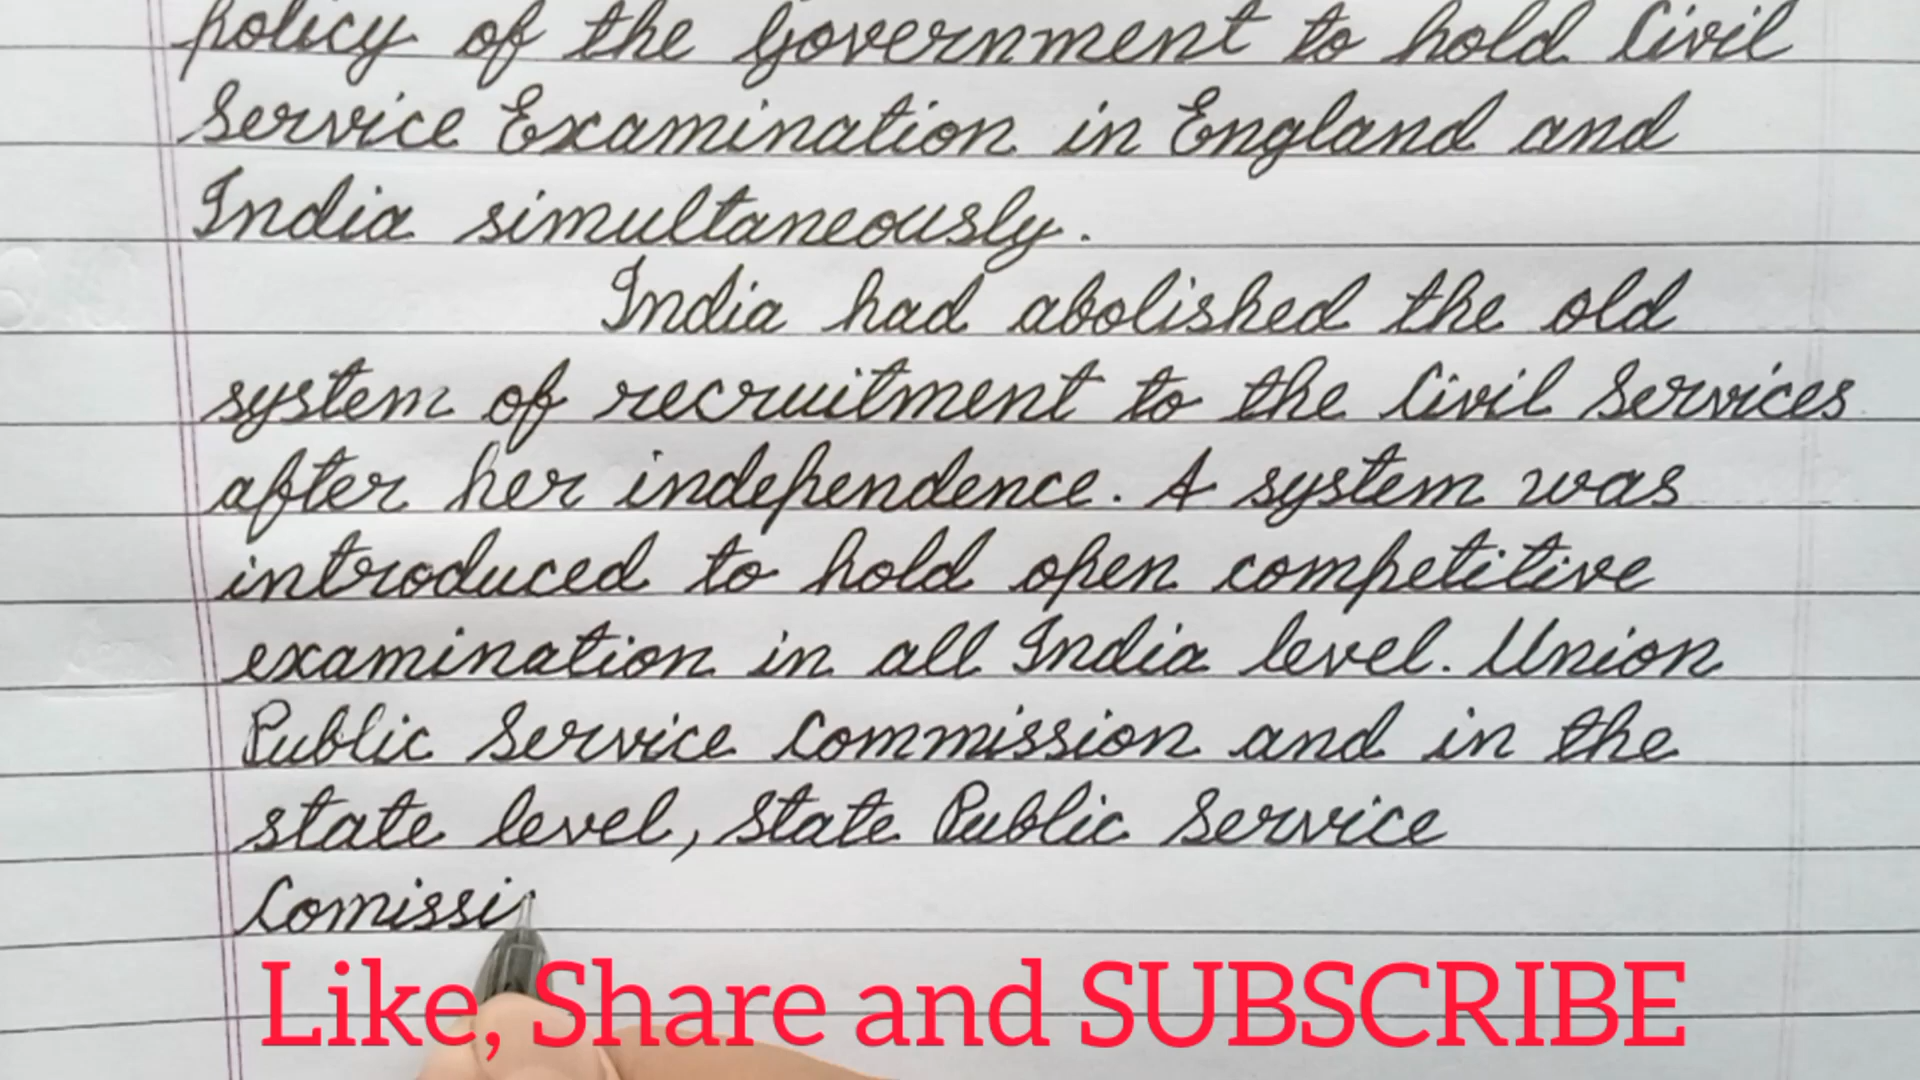 policy of the Government to hold Civil
Service Examination in England and
India simultaneously.
India had abolished the old
system of recruitment to the Civil Services
after her independence. A system was
introduced to hold open competitive
examination in all India level. Union
Public Service Commission and in the
state level, State Public Service
Comissi
Like, Share and SUBSCRIBE